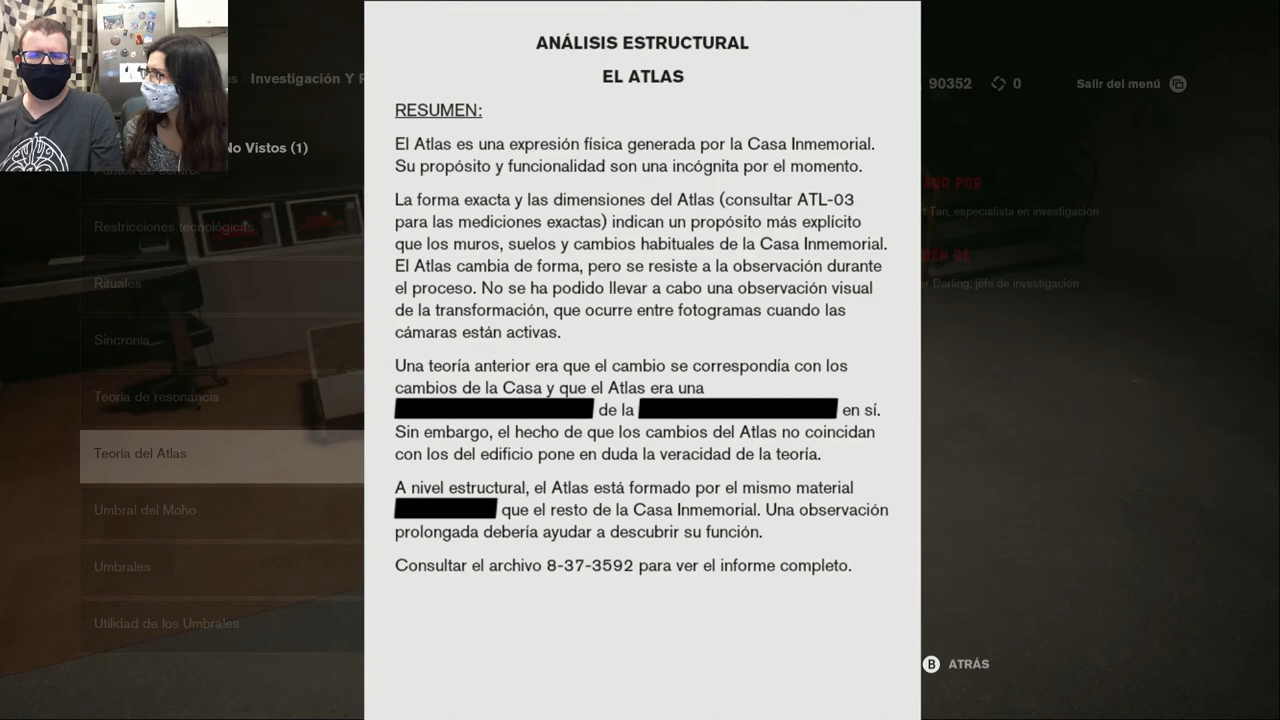 Investigación Y
90352
0
Salir del menú
No Vistos (1)
Restricciones tecnológicas
Rituales
Sincronía
Teoría de resonancia
Teoría del Atlas
Umbral del Moho
Umbrales
Utilidad de los Umbrales
ANÁLISIS ESTRUCTURAL
EL ATLAS
RESUMEN:
El Atlas es una expresión física generada por la Casa Inmemorial.
Su propósito y funcionalidad son una incógnita por el momento.
La forma exacta y las dimensiones del Atlas (consultar ATL-03
para las mediciones exactas) indican un propósito más explícito
que los muros, suelos y cambios habituales de la Casa Inmemorial.
El Atlas cambia de forma, pero se resiste a la observación durante
el proceso. No se ha podido llevar a cabo una observación visual
de la transformación, que ocurre entre fotogramas cuando las
cámaras están activas.
Una teoría anterior era que el cambio se correspondía con los
cambios de la Casa y que el Atlas era una
de la en sí.
Sin embargo, el hecho de que los cambios del Atlas no coincidan
con los del edificio pone en duda la veracidad de la teoría.
A nivel estructural, el Atlas está formado por el mismo material
que el resto de la Casa Inmemorial. Una observación
prolongada debería ayudar a descubrir su función.
Consultar el archivo 8-37-3592 para ver el informe completo.
Tan, especialista en investigación
Darling, jefe de investigación
B ATRÁS